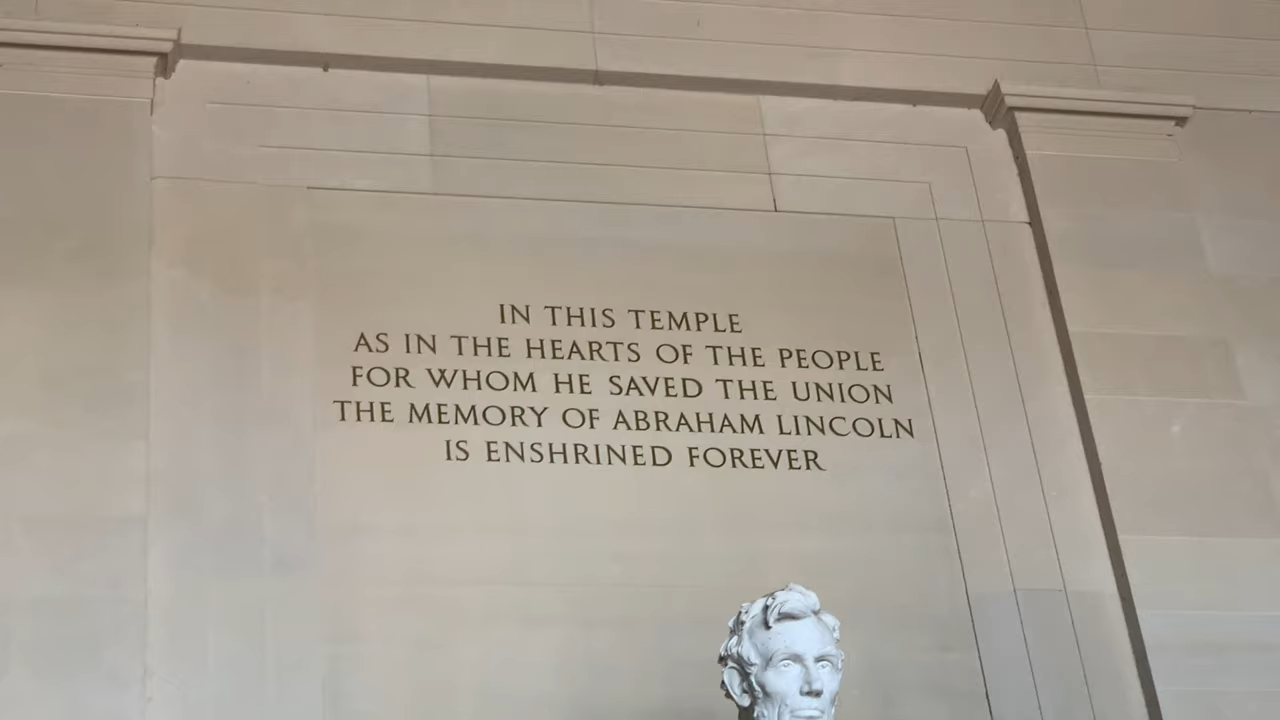 IN THIS TEMPLE
AS IN THE HEARTS OF THE PEOPLE
FOR WHOM HE SAVED THE UNION
THE MEMORY OF ABRAHAM LINCOLN
IS ENSHRINED FOREVER